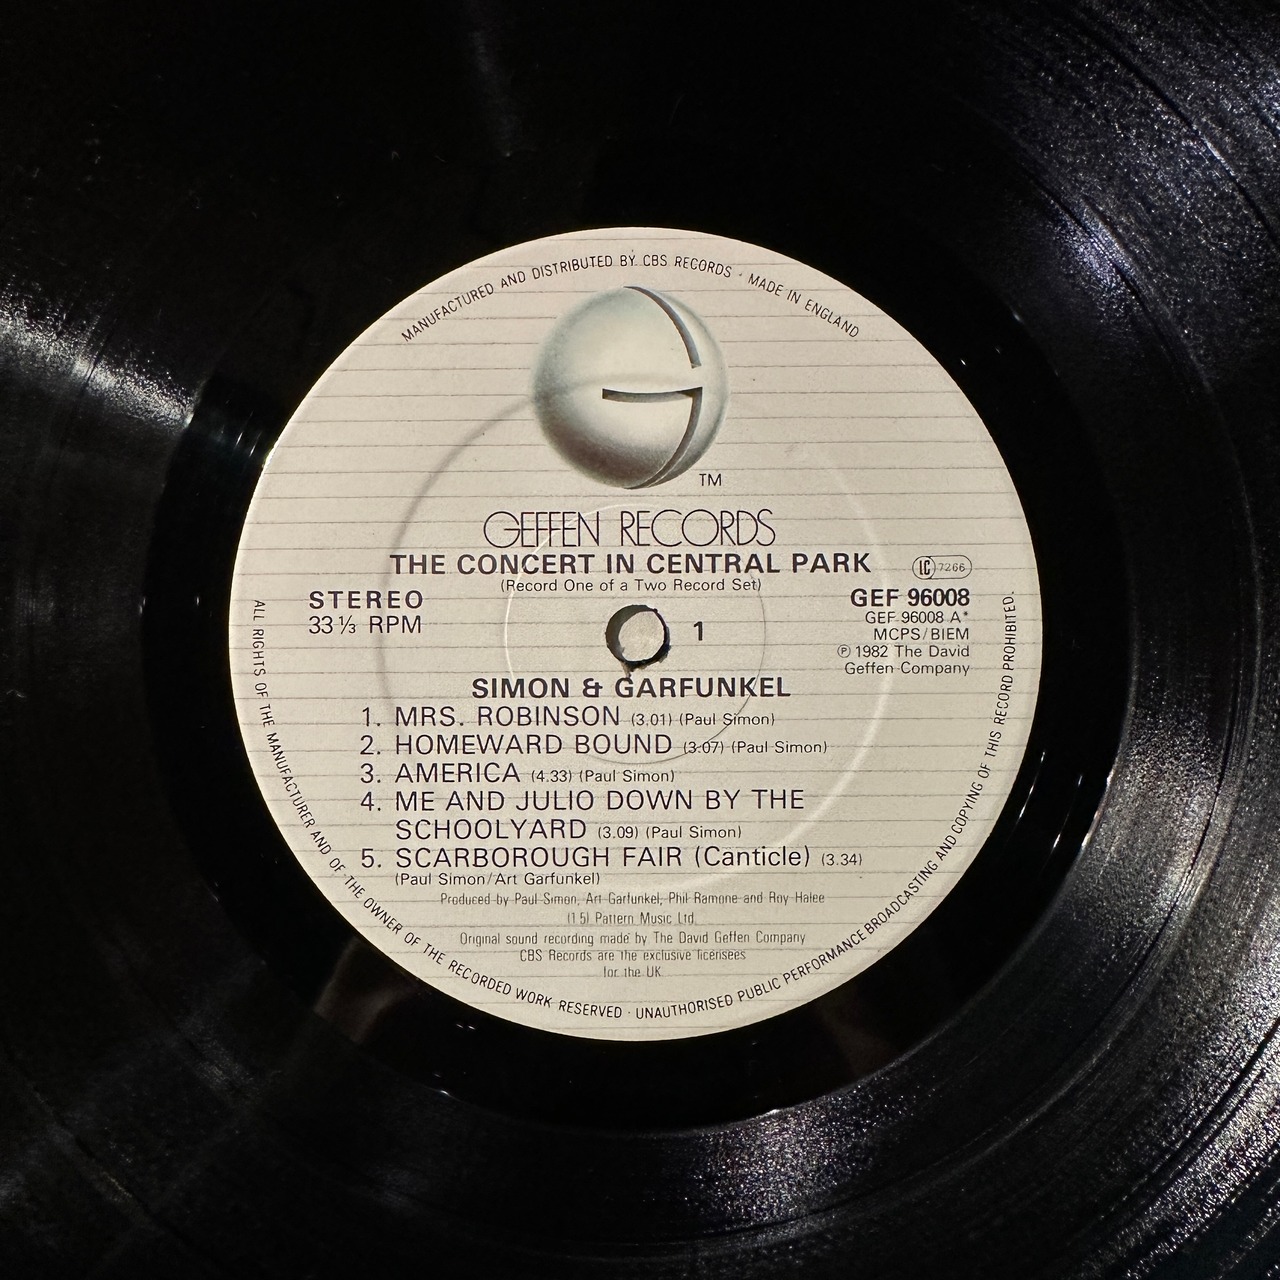 MANUFACTURED AND DISTRIBUTED BY CBS RECORDS · MADE IN ENGLAND
TM
GEFFEN RECORDS
THE CONCERT IN CENTRAL PARK
LC 7266
(Record One of a Two Record Set)
STEREO
33⅓ RPM
1
GEF 96008
GEF 96008 A*
MCPS/BIEM
℗ 1982 The David
Geffen Company
SIMON & GARFUNKEL
1. MRS. ROBINSON (3.01) (Paul Simon)
2. HOMEWARD BOUND (3:07) (Paul Simon)
3. AMERICA (4.33) (Paul Simon)
4. ME AND JULIO DOWN BY THE
SCHOOLYARD (3.09) (Paul Simon)
5. SCARBOROUGH FAIR (Canticle) (3.34)
(Paul Simon/Art Garfunkel)
Produced by Paul Simon, Art Garfunkel, Phil Ramone and Roy Halee
(1 5) Pattern Music Ltd.
Original sound recording made by The David Geffen Company
CBS Records are the exclusive licensees
for the UK
ALL RIGHTS OF THE MANUFACTURER AND OF THE OWNER OF THE RECORDED WORK RESERVED · UNAUTHORISED PUBLIC PERFORMANCE BROADCASTING AND COPYING OF THIS RECORD PROHIBITED.